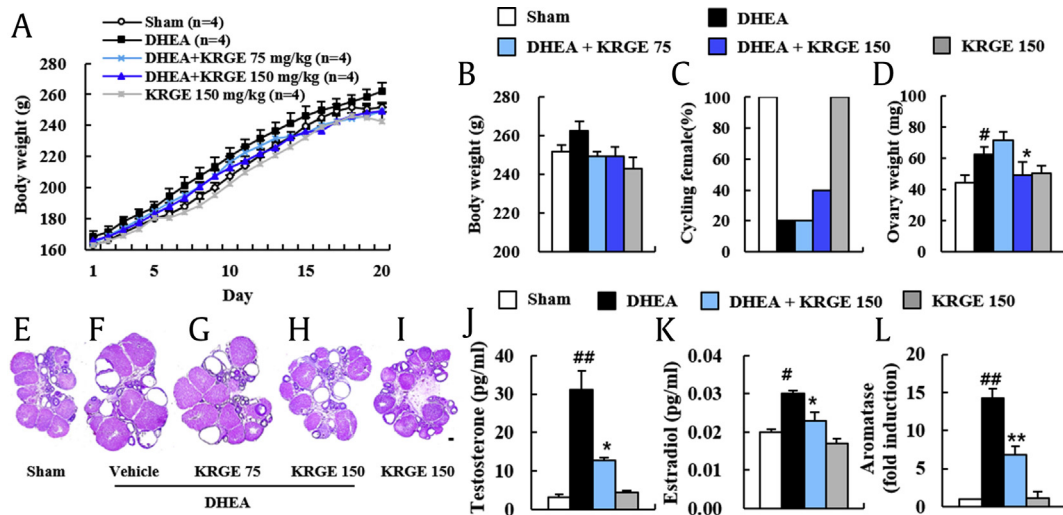 A
Sham (n=4)
DHEA (n=4)
DHEA+KRGE 75 mg/kg (n=4)
DHEA+KRGE 150 mg/kg (n=4)
KRGE 150 mg/kg (n=4)
Body weight (g)
280
260
240
220
200
180
160
1 5 10 15 20
Day
Sham DHEA
DHEA + KRGE 75 DHEA + KRGE 150 KRGE 150
B
Body weight (g)
280
260
240
220
200
C
Cycling female(%)
100
80
60
40
20
0
D
Ovary weight (mg)
100
80
60
40
20
0
#
*
E F G H I
Sham Vehicle KRGE 75 KRGE 150 KRGE 150
DHEA
Sham DHEA DHEA + KRGE 150 KRGE 150
J
Testosterone (pg/ml)
40
30
20
10
0
##
*
K
Estradiol (pg/ml)
0.04
0.03
0.02
0.01
0.00
#
*
L
Aromatase
(fold induction)
20
15
10
5
0
##
**